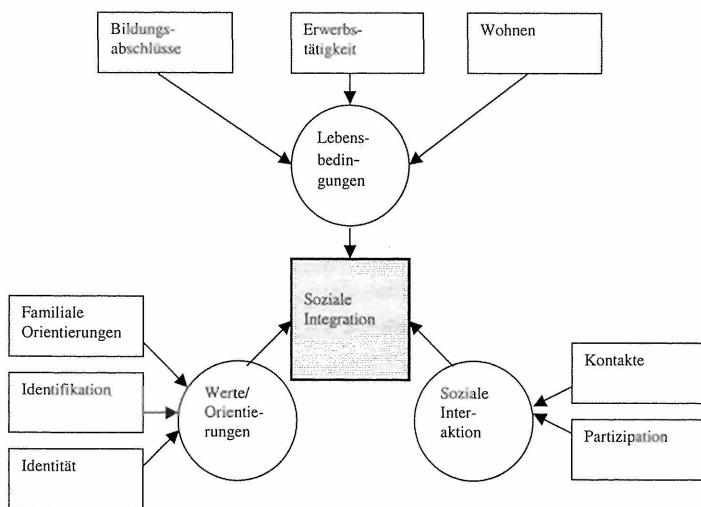 Bildungs-
abschlüsse
Erwerbs-
tätigkeit
Wohnen
Lebens-
bedin-
gungen
Soziale
Integration
Familiale
Orientierungen
Identifikation
Identität
Werte/
Orientie-
rungen
Soziale
Inter-
aktion
Kontakte
Partizipation